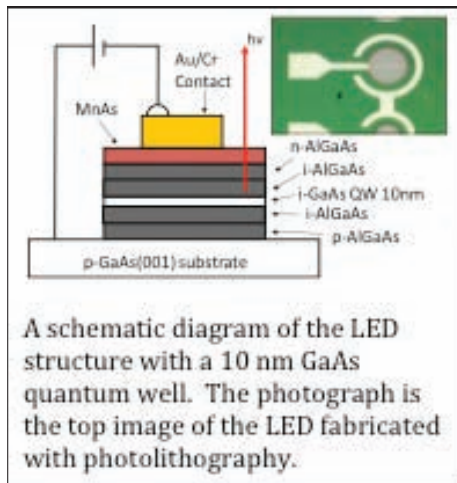 hν
Au/Cr
Contact
MnAs
n-AlGaAs
i-AlGaAs
i-GaAs QW 10nm
i-AlGaAs
p-AlGaAs
p-GaAs(001) substrate
A schematic diagram of the LED
structure with a 10 nm GaAs
quantum well. The photograph is
the top image of the LED fabricated
with photolithography.